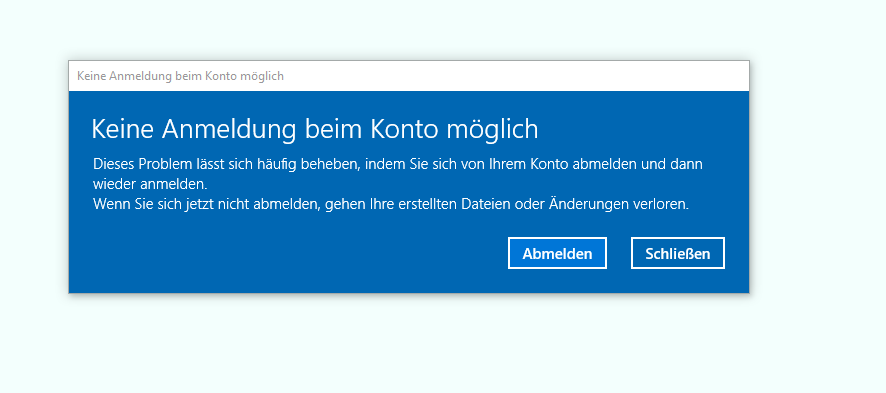 Keine Anmeldung beim Konto möglich
Keine Anmeldung beim Konto möglich
Dieses Problem lässt sich häufig beheben, indem Sie sich von Ihrem Konto abmelden und dann
wieder anmelden.
Wenn Sie sich jetzt nicht abmelden, gehen Ihre erstellten Dateien oder Änderungen verloren.
Abmelden Schließen